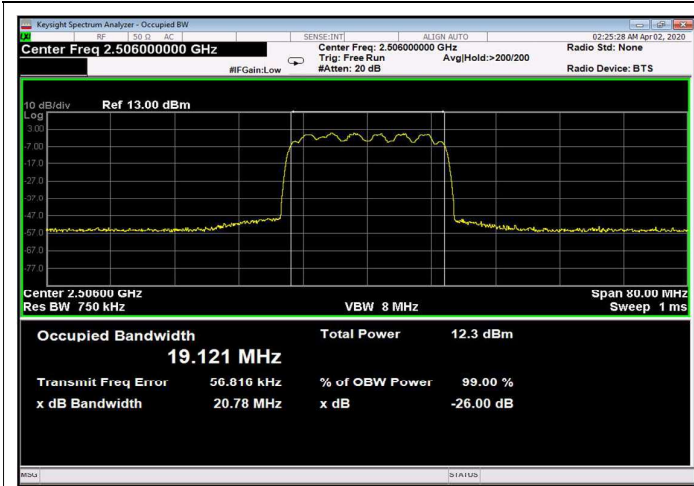 Keysight Spectrum Analyzer - Occupied BW
RF 50 Ω AC SENSE:INT ALIGN AUTO 02:25:28 AM Apr 02, 2020
Center Freq 2.506000000 GHz Center Freq: 2.506000000 GHz Radio Std: None
Trig: Free Run Avg|Hold:>200/200
#IFGain:Low #Atten: 20 dB Radio Device: BTS
10 dB/div Ref 13.00 dBm
Log
3.00
-7.00
-17.0
-27.0
-37.0
-47.0
-57.0
-67.0
-77.0
Center 2.50600 GHz Span 80.00 MHz
Res BW 750 kHz VBW 8 MHz Sweep 1 ms
Occupied Bandwidth Total Power 12.3 dBm
19.121 MHz
Transmit Freq Error 56.816 kHz % of OBW Power 99.00 %
x dB Bandwidth 20.78 MHz x dB -26.00 dB
MSG STATUS